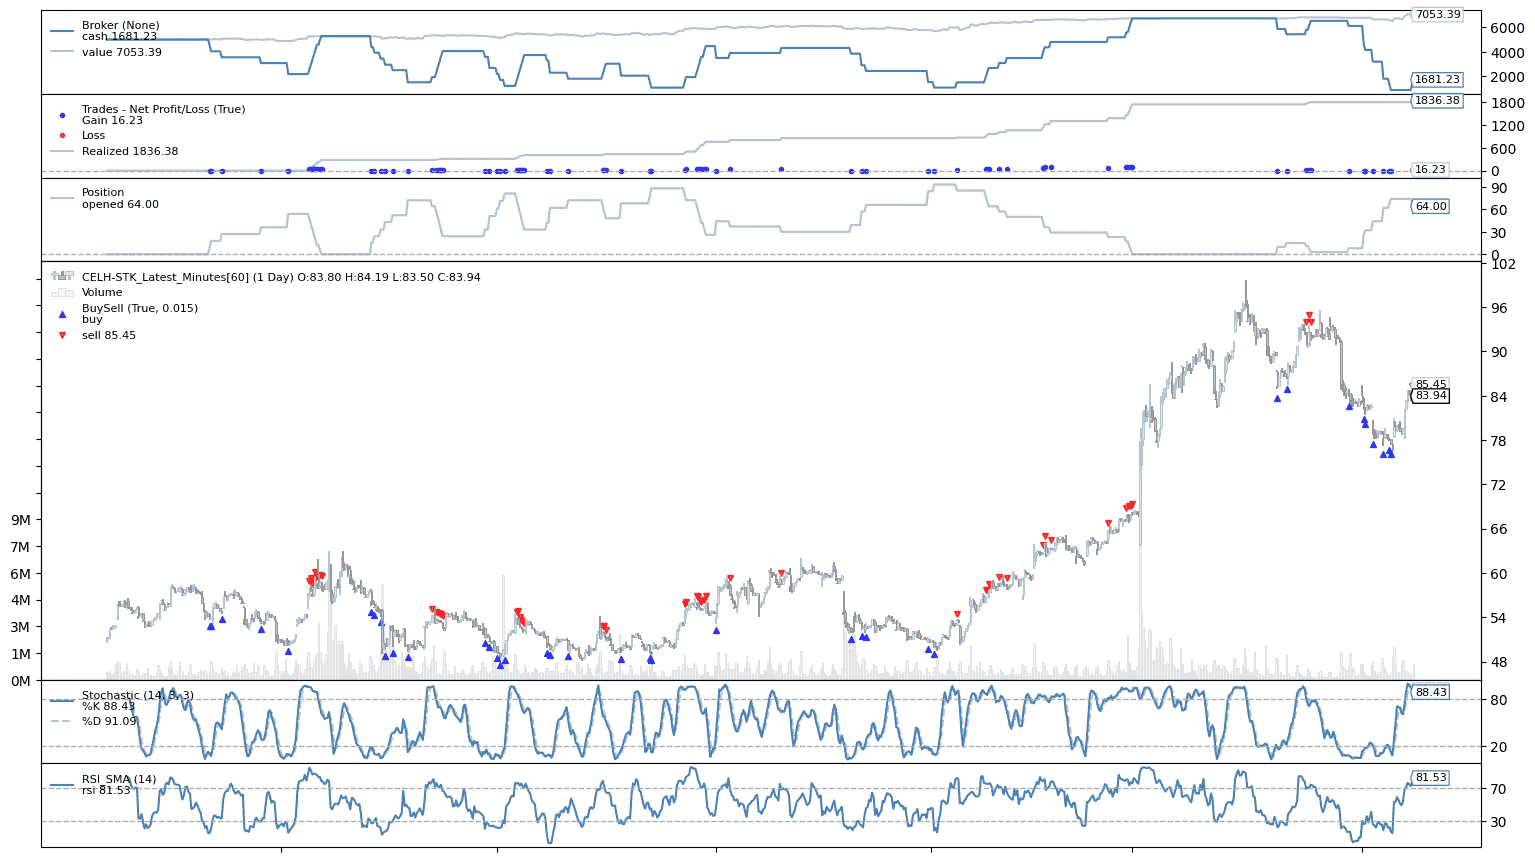 Broker (None)
cash 1681.23
value 7053.39
7053.39
6000
4000
2000
1681.23
Trades - Net Profit/Loss (True)
Gain 16.23
Loss
Realized 1836.38
1836.38
1800
1200
600
0
16.23
Position
opened 64.00
90
60
30
0
64.00
CELH-STK_Latest_Minutes[60] (1 Day) O:83.80 H:84.19 L:83.50 C:83.94
Volume
BuySell (True, 0.015)
buy
sell 85.45
102
96
90
85.45
83.94
84
78
72
66
60
54
48
9M
7M
6M
4M
3M
1M
0M
Stochastic (14, 3, 3)
%K 88.43
%D 91.09
88.43
80
20
RSI_SMA (14)
rsi 81.53
81.53
70
30